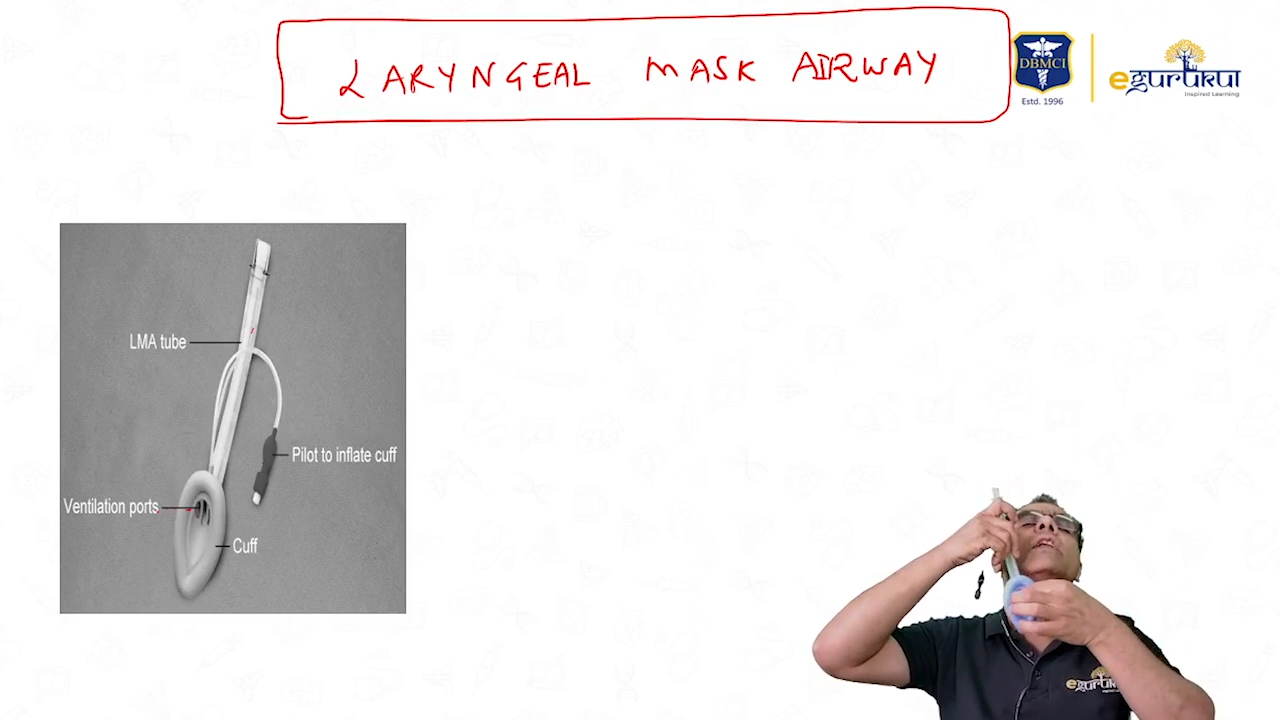 LARYNGEAL MASK AIRWAY
DBMCI
Estd. 1996
egurukul
Inspired Learning
LMA tube
Pilot to inflate cuff
Ventilation ports
Cuff
egurukul